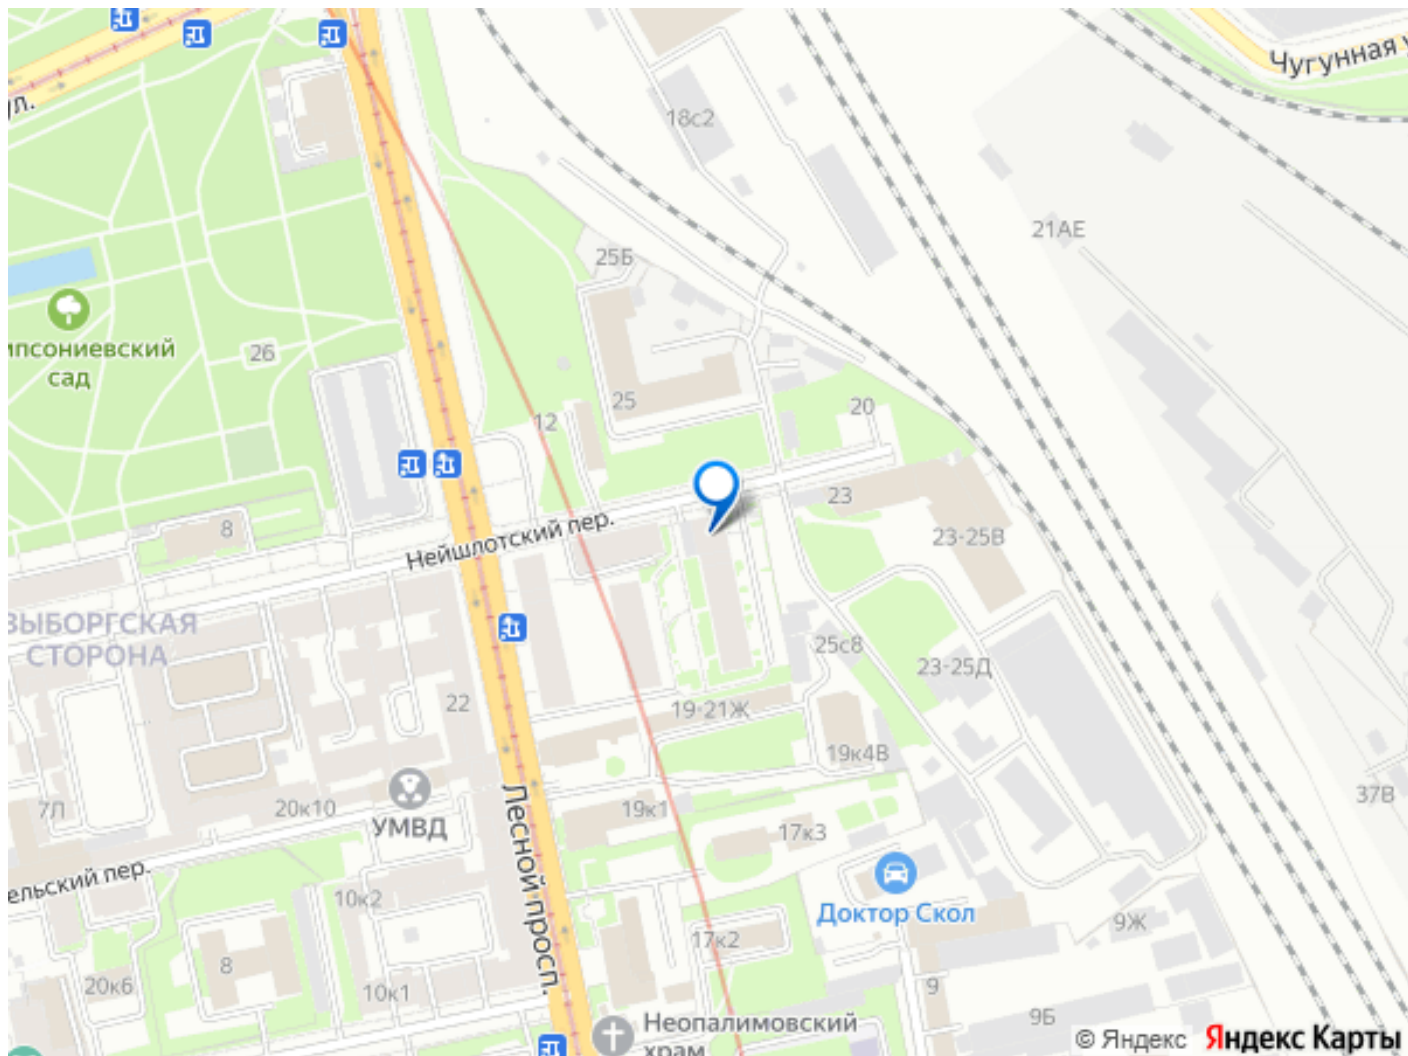 Чугунная у
ул.
18с2
21АЕ
25Б
ипсониевский
сад
26
25
12
20
8
Нейшлотский пер.
23
23-25В
ВЫБОРГСКАЯ
СТОРОНА
25с8
23-25Д
22
19-21Ж
19к4В
7Л
20к10
УМВД
19к1
17к3
37В
Лесной просп.
ельский пер.
10к2
Доктор Скол
9Ж
17к2
8
20к6
10к1
9
9Б
Неопалимовский
храм
© Яндекс Яндекс Карты